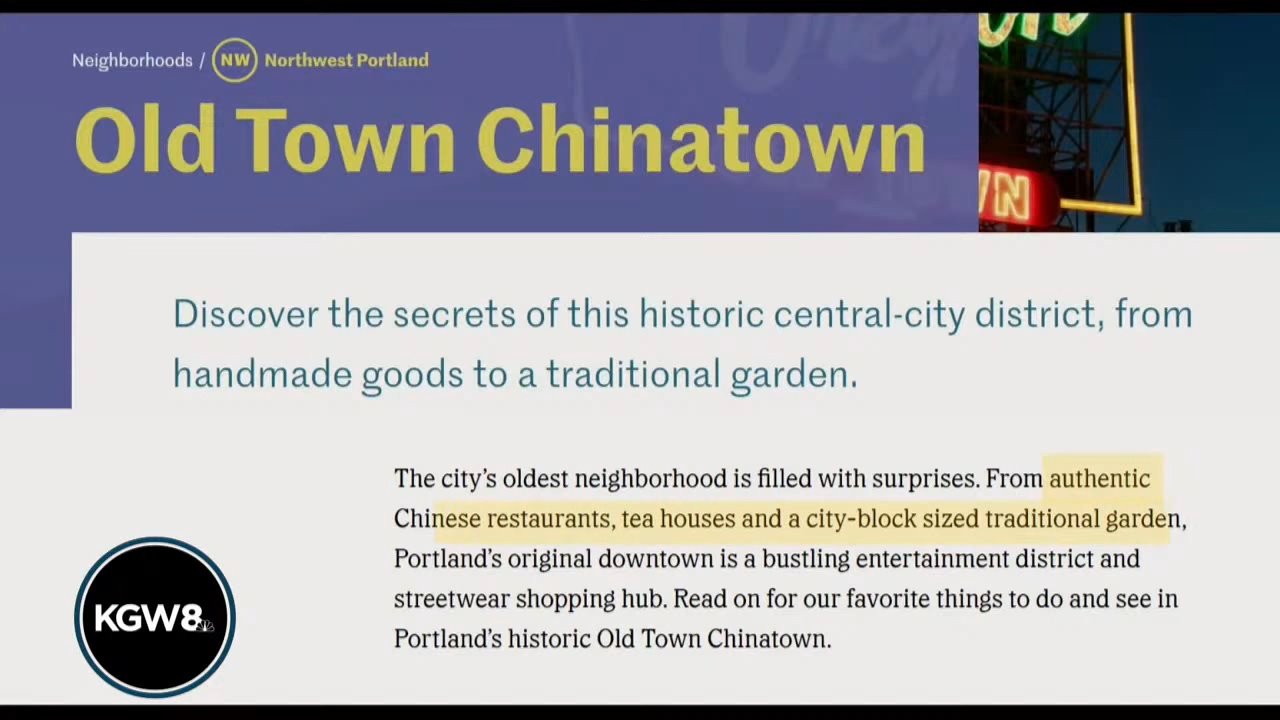 Neighborhoods / NW Northwest Portland
Old Town Chinatown
Discover the secrets of this historic central-city district, from
handmade goods to a traditional garden.
The city's oldest neighborhood is filled with surprises. From authentic
Chinese restaurants, tea houses and a city-block sized traditional garden,
Portland's original downtown is a bustling entertainment district and
streetwear shopping hub. Read on for our favorite things to do and see in
Portland's historic Old Town Chinatown.
KGW8